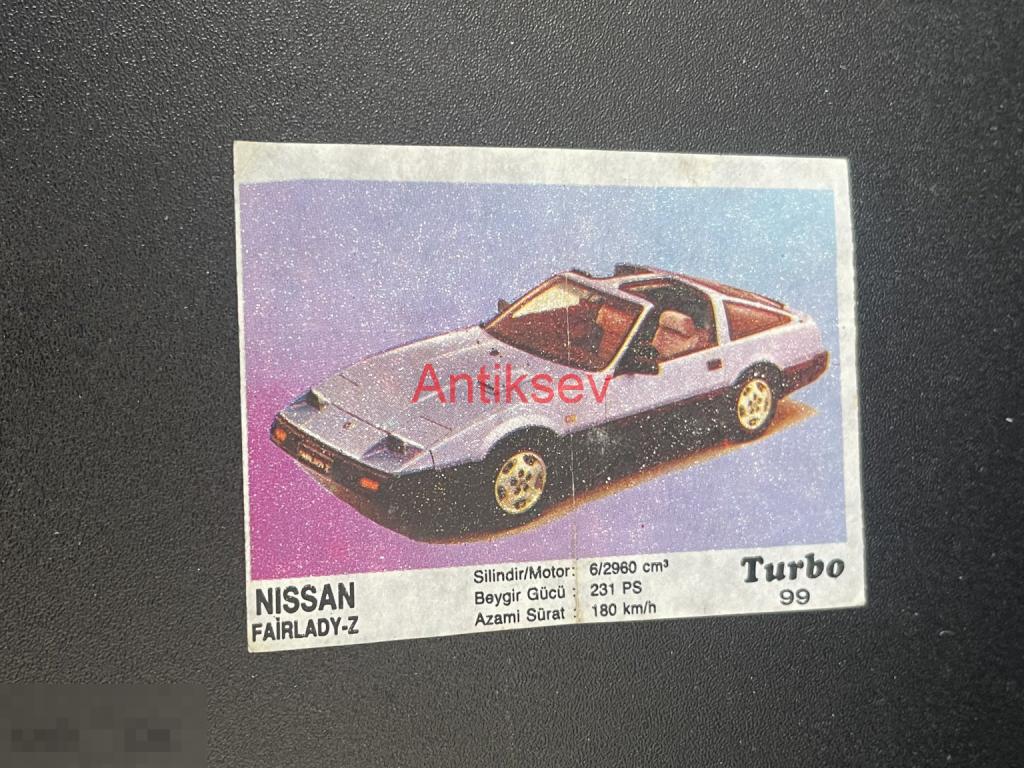 FAIRLADY Z
Antiksev
NISSAN
FAİRLADY-Z
Silindir/Motor: 6/2960 cm³
Beygir Gücü : 231 PS
Azami Sürat : 180 km/h
Turbo
99